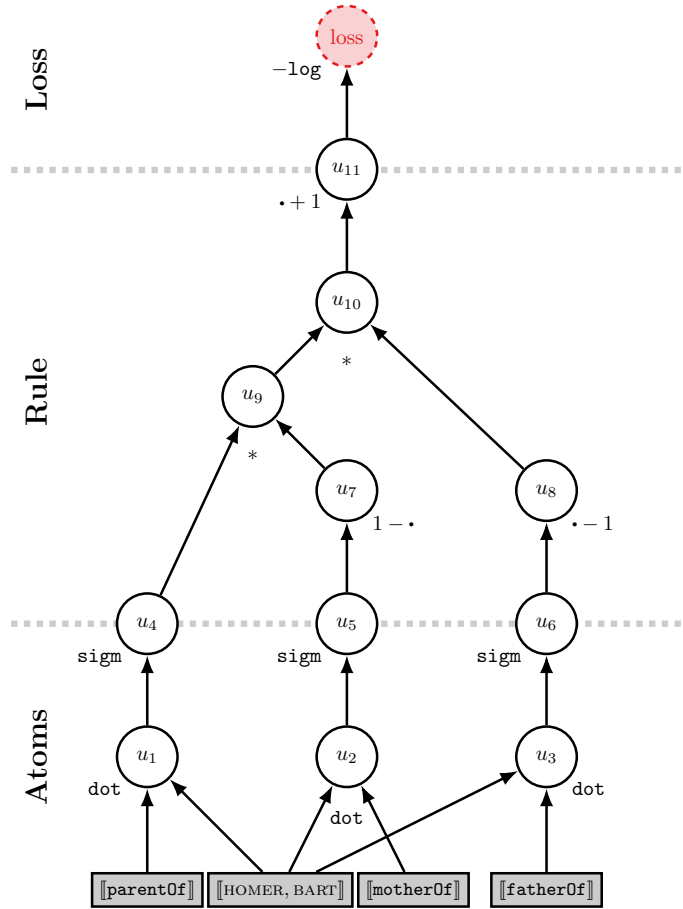 loss
−log
Loss
u₁₁
· + 1
u₁₀
*
Rule
u₉
*
u₇
u₈
1 − ·
· − 1
u₄
u₅
u₆
sigm
sigm
sigm
Atoms
u₁
u₂
u₃
dot
dot
dot
⟦parentOf⟧
⟦HOMER, BART⟧
⟦motherOf⟧
⟦fatherOf⟧